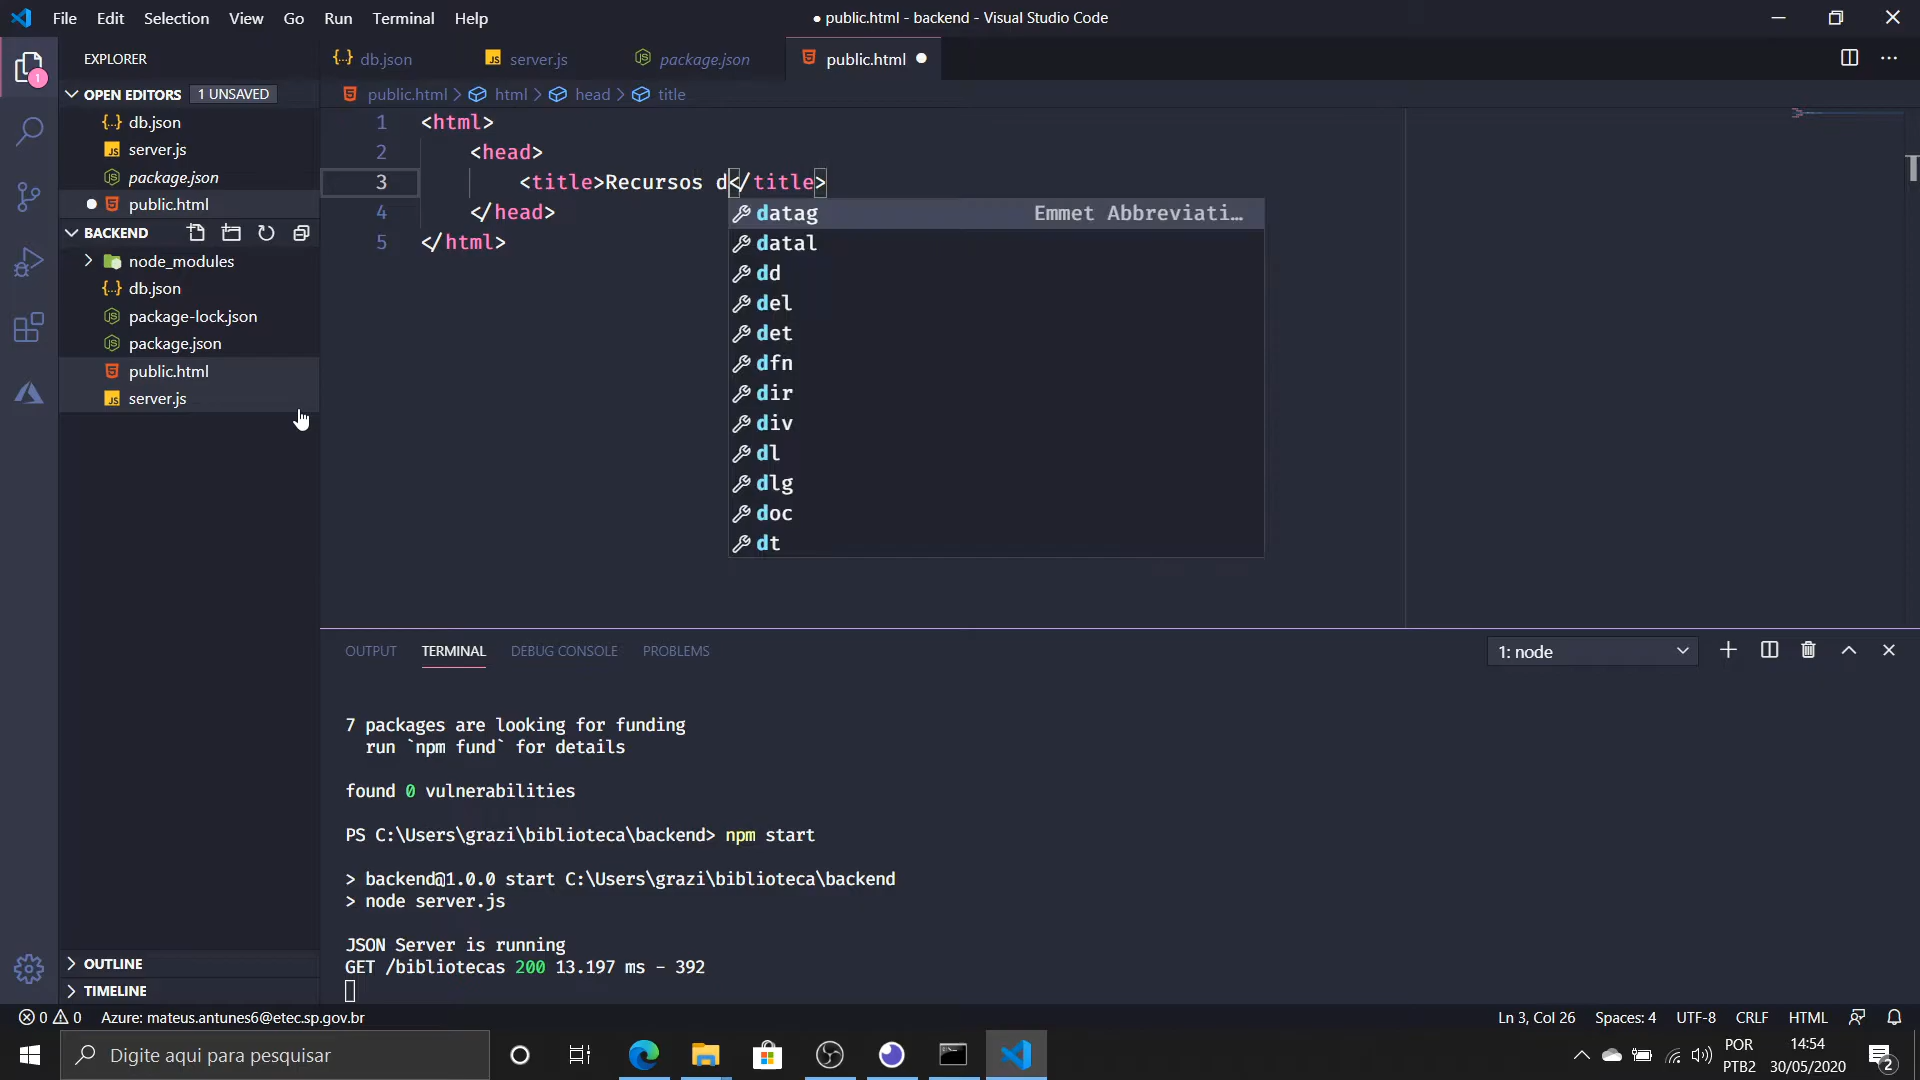 File Edit Selection View Go Run Terminal Help
● public.html - backend - Visual Studio Code
EXPLORER
db.json
server.js
package.json
public.html
OPEN EDITORS 1 UNSAVED
public.html > html > head > title
db.json
server.js
package.json
public.html
BACKEND
node_modules
db.json
package-lock.json
package.json
public.html
server.js
OUTLINE
TIMELINE
1
1 <html>
2 <head>
3 <title>Recursos d</title>
4 </head>
5 </html>
datag Emmet Abbreviati…
datal
dd
del
det
dfn
dir
div
dl
dlg
doc
dt
OUTPUT TERMINAL DEBUG CONSOLE PROBLEMS
1: node
7 packages are looking for funding
run `npm fund` for details
found 0 vulnerabilities
PS C:\Users\grazi\biblioteca\backend> npm start
> backend@1.0.0 start C:\Users\grazi\biblioteca\backend
> node server.js
JSON Server is running
GET /bibliotecas 200 13.197 ms - 392
0 0 Azure: mateus.antunes6@etec.sp.gov.br
Ln 3, Col 26 Spaces: 4 UTF-8 CRLF HTML
Digite aqui para pesquisar
POR
PTB2
14:54
30/05/2020
2